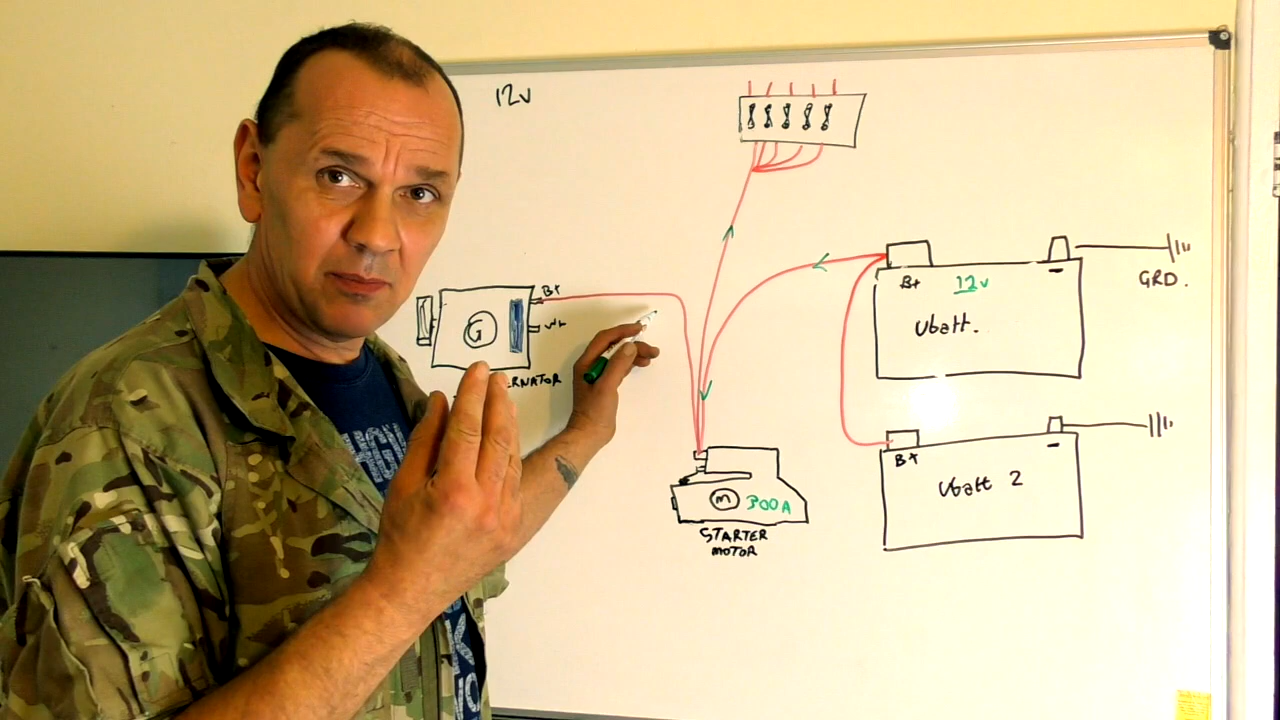 12v
B+
12v
B+
GRD.
Ubatt.
G
ERNATOR
B+
Ubatt 2
M
300A
STARTER
MOTOR